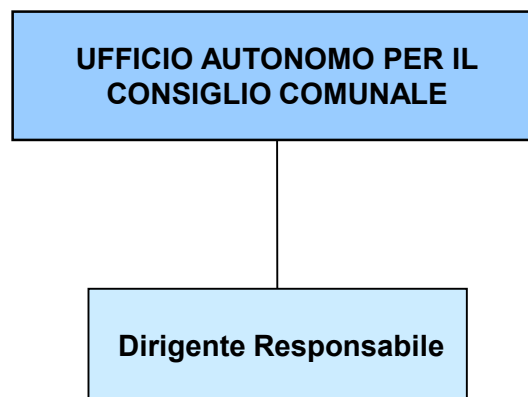 UFFICIO AUTONOMO PER IL
CONSIGLIO COMUNALE
Dirigente Responsabile